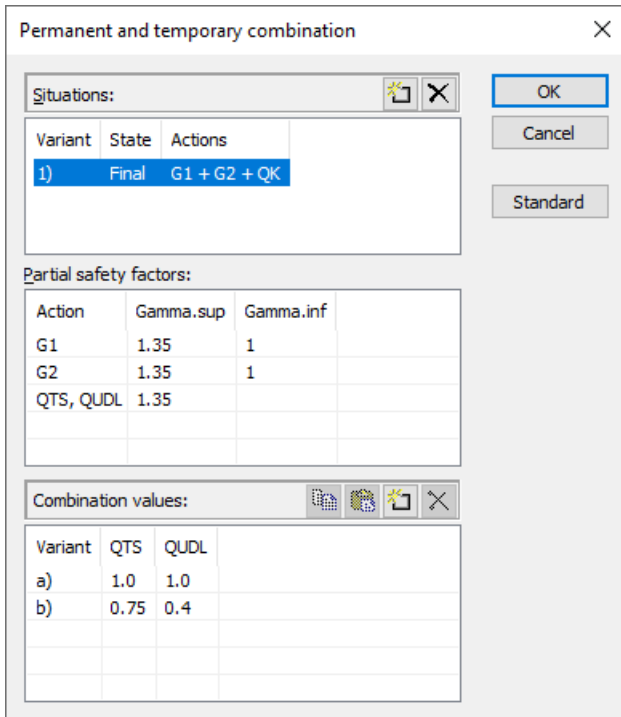 Permanent and temporary combination
Situations:
OK
Cancel
Standard
Variant State Actions
1) Final G1 + G2 + QK
Partial safety factors:
Action Gamma.sup Gamma.inf
G1 1.35 1
G2 1.35 1
QTS, QUDL 1.35
Combination values:
Variant QTS QUDL
a) 1.0 1.0
b) 0.75 0.4